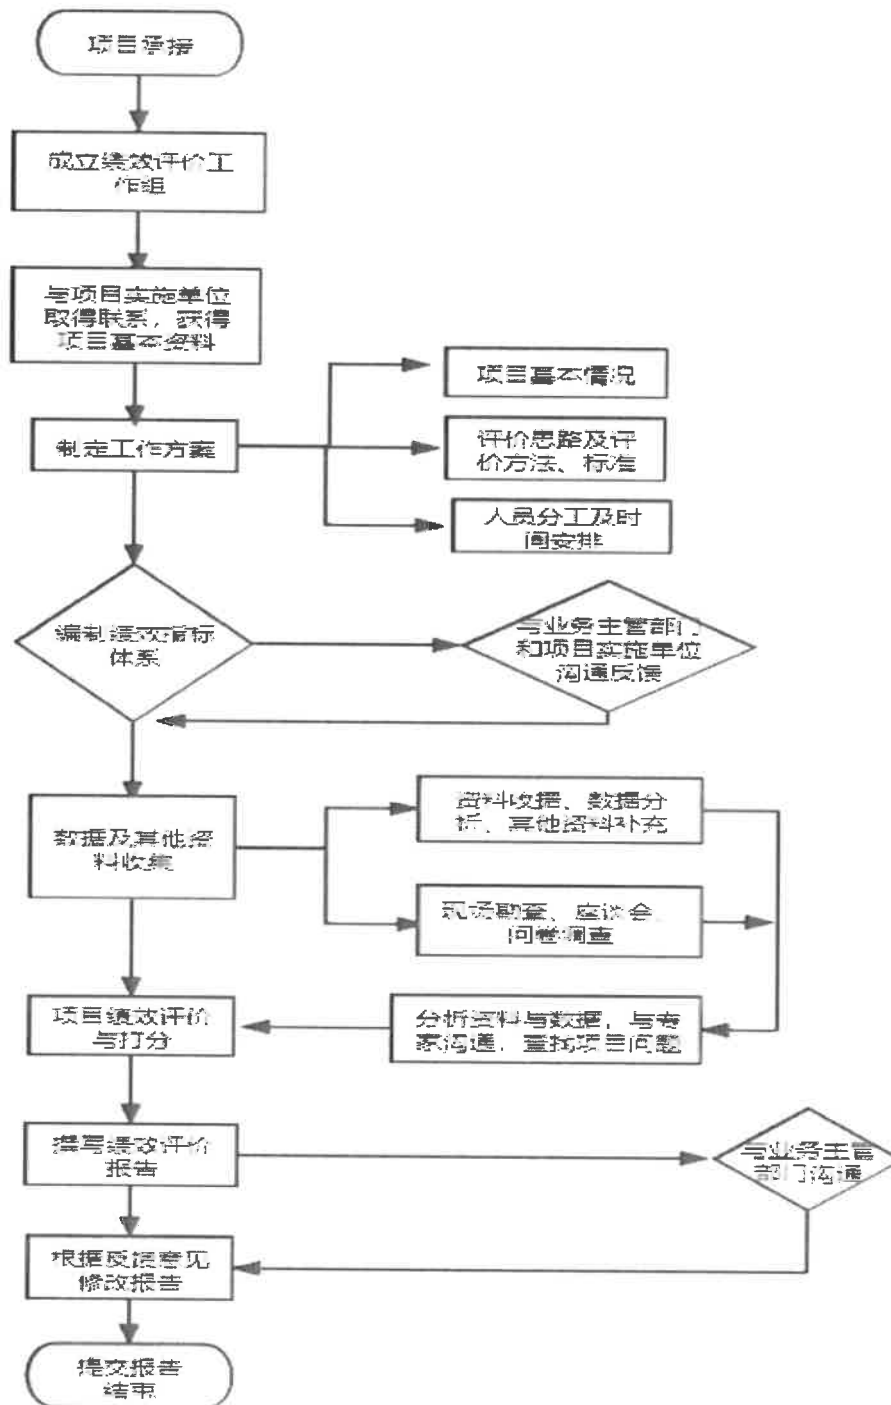 项目承接
成立绩效评价工
作组
与项目实施单位
取得联系，获得
项目基本资料
项目基本情况
制定工作方案
评价思路及评
价方法、标准
人员分工及时
间安排
编制绩效指标
体系
与业务主管部门
和项目实施单位
沟通反馈
资料收据、数据分
析、其他资料补充
数据及其他资
料收集
现场勘查、座谈会、
问卷调查
项目绩效评价
与打分
分析资料与数据，与专
家沟通，查找项目问题
撰写绩效评价
报告
与业务主管
部门沟通
根据反馈意见
修改报告
提交报告
结束